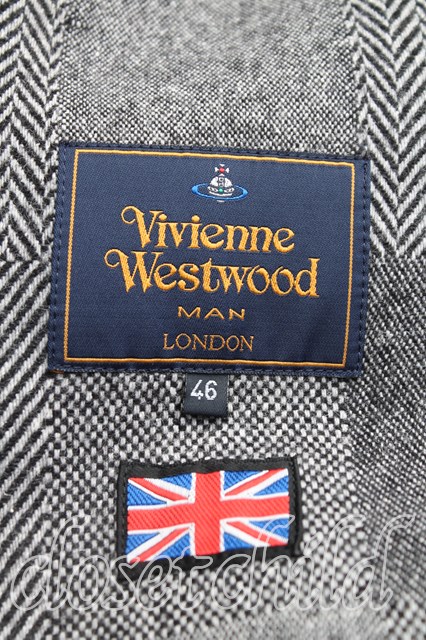 Vivienne
Westwood
MAN
LONDON
46
closetchild